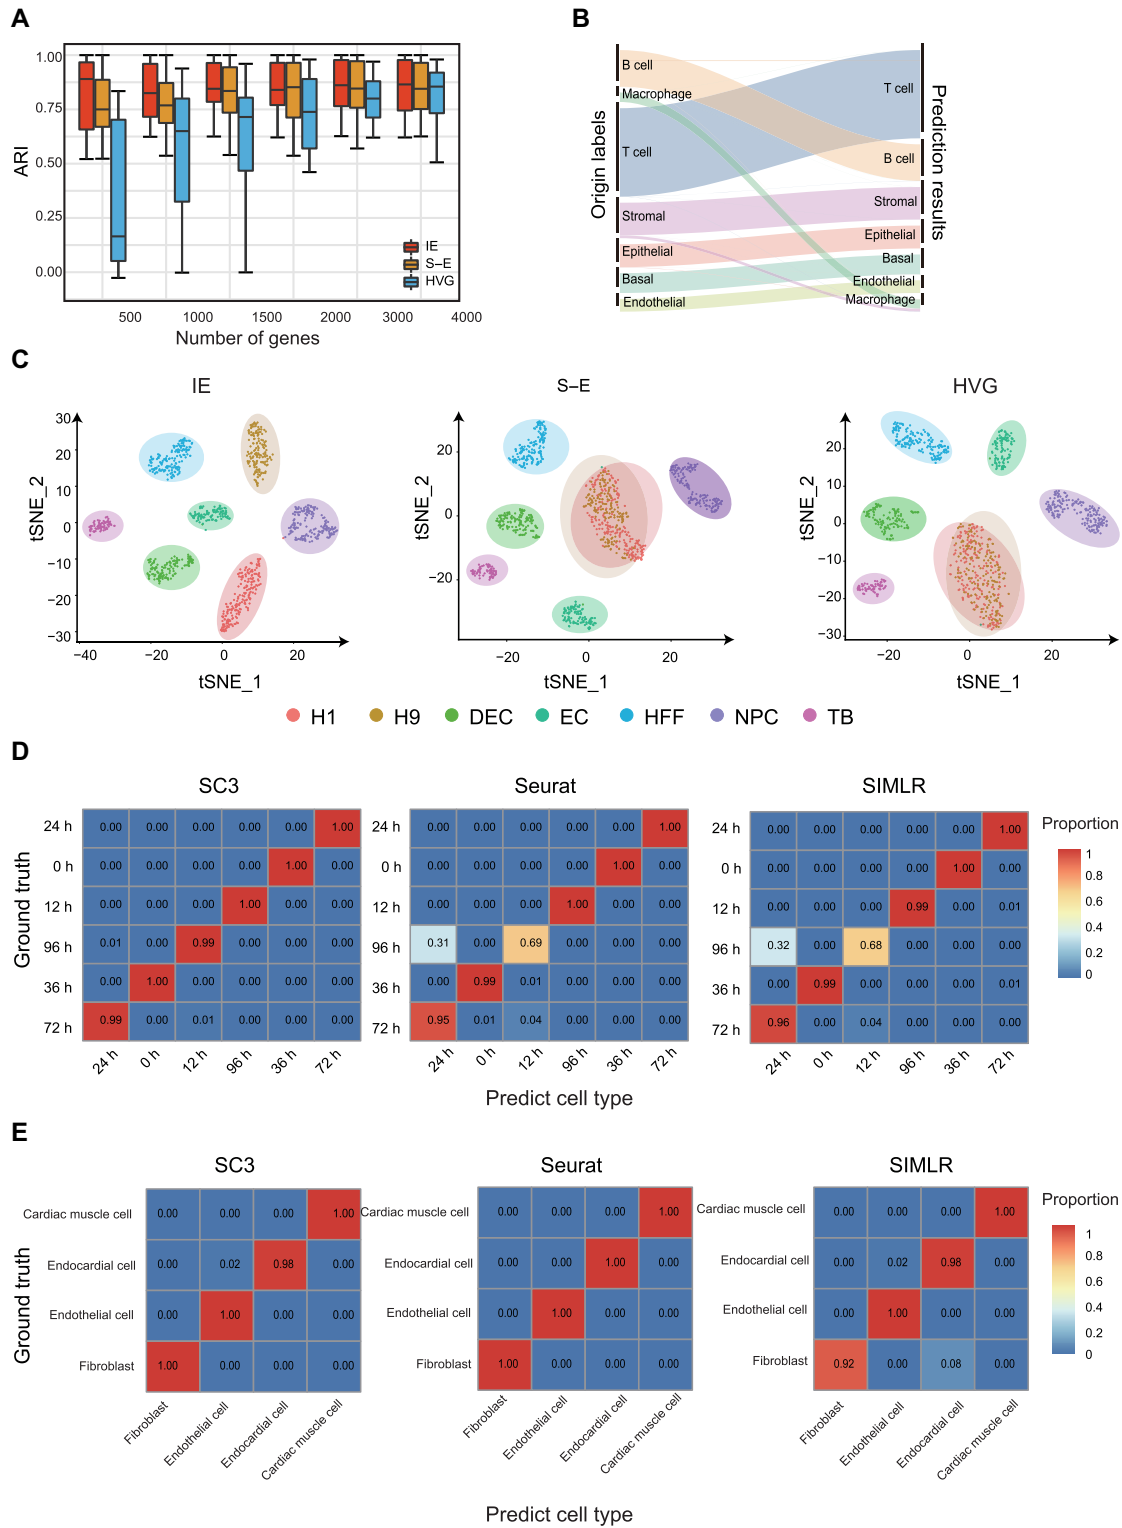 A
1.00
0.75
0.50
0.25
0.00
ARI
IE
S–E
HVG
500 1000 1500 2000 3000 4000
Number of genes
B
Origin labels
B cell
Macrophage
T cell
Stromal
Epithelial
Basal
Endothelial
T cell
B cell
Stromal
Epithelial
Basal
Endothelial
Macrophage
Prediction results
C
IE
30
20
10
0
−10
−20
−30
tSNE_2
−40 −20 0 20
tSNE_1
S–E
20
0
−20
tSNE_2
−20 0 20
tSNE_1
HVG
20
10
0
−10
−20
−30
tSNE_2
−20 0 20
tSNE_1
H1 H9 DEC EC HFF NPC TB
D
Ground truth
SC3
24 h 0.00 0.00 0.00 0.00 0.00 1.00
0 h 0.00 0.00 0.00 0.00 1.00 0.00
12 h 0.00 0.00 0.00 1.00 0.00 0.00
96 h 0.01 0.00 0.99 0.00 0.00 0.00
36 h 0.00 1.00 0.00 0.00 0.00 0.00
72 h 0.99 0.00 0.01 0.00 0.00 0.00
24 h 0 h 12 h 96 h 36 h 72 h
Seurat
24 h 0.00 0.00 0.00 0.00 0.00 1.00
0 h 0.00 0.00 0.00 0.00 1.00 0.00
12 h 0.00 0.00 0.00 1.00 0.00 0.00
96 h 0.31 0.00 0.69 0.00 0.00 0.00
36 h 0.00 0.99 0.01 0.00 0.00 0.00
72 h 0.95 0.01 0.04 0.00 0.00 0.00
24 h 0 h 12 h 96 h 36 h 72 h
SIMLR
24 h 0.00 0.00 0.00 0.00 0.00 1.00
0 h 0.00 0.00 0.00 0.00 1.00 0.00
12 h 0.00 0.00 0.00 0.99 0.00 0.01
96 h 0.32 0.00 0.68 0.00 0.00 0.00
36 h 0.00 0.99 0.00 0.00 0.00 0.01
72 h 0.96 0.00 0.04 0.00 0.00 0.00
24 h 0 h 12 h 96 h 36 h 72 h
Proportion
1
0.8
0.6
0.4
0.2
0
Predict cell type
E
Ground truth
SC3
Cardiac muscle cell 0.00 0.00 0.00 1.00
Endocardial cell 0.00 0.02 0.98 0.00
Endothelial cell 0.00 1.00 0.00 0.00
Fibroblast 1.00 0.00 0.00 0.00
Fibroblast Endothelial cell Endocardial cell Cardiac muscle cell
Seurat
Cardiac muscle cell 0.00 0.00 0.00 1.00
Endocardial cell 0.00 0.00 1.00 0.00
Endothelial cell 0.00 1.00 0.00 0.00
Fibroblast 1.00 0.00 0.00 0.00
Fibroblast Endothelial cell Endocardial cell Cardiac muscle cell
SIMLR
Cardiac muscle cell 0.00 0.00 0.00 1.00
Endocardial cell 0.00 0.02 0.98 0.00
Endothelial cell 0.00 1.00 0.00 0.00
Fibroblast 0.92 0.00 0.08 0.00
Fibroblast Endothelial cell Endocardial cell Cardiac muscle cell
Proportion
1
0.8
0.6
0.4
0.2
0
Predict cell type